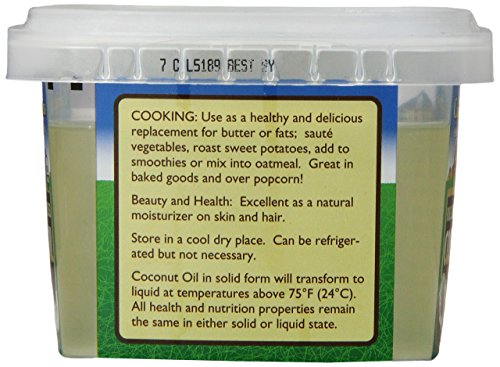 7 C L5189 BEST BY
COOKING: Use as a healthy and delicious
replacement for butter or fats; sauté
vegetables, roast sweet potatoes, add to
smoothies or mix into oatmeal. Great in
baked goods and over popcorn!
Beauty and Health: Excellent as a natural
moisturizer on skin and hair.
Store in a cool dry place. Can be refriger-
ated but not necessary.
Coconut Oil in solid form will transform to
liquid at temperatures above 75°F (24°C).
All health and nutrition properties remain
the same in either solid or liquid state.